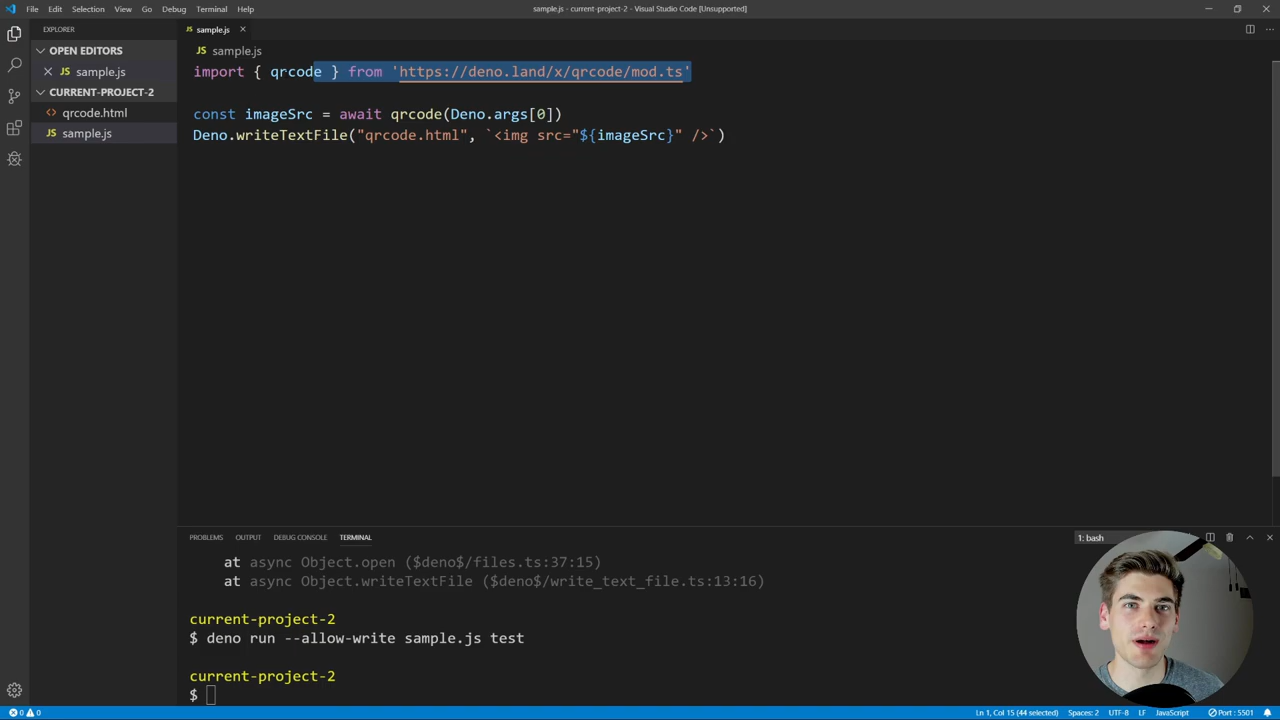 File Edit Selection View Go Debug Terminal Help
sample.js - current-project-2 - Visual Studio Code [Unsupported]
EXPLORER
JS sample.js
OPEN EDITORS
JS sample.js
CURRENT-PROJECT-2
<> qrcode.html
JS sample.js
JS sample.js
import { qrcode } from 'https://deno.land/x/qrcode/mod.ts'
const imageSrc = await qrcode(Deno.args[0])
Deno.writeTextFile("qrcode.html", `<img src="${imageSrc}" />`)
PROBLEMS OUTPUT DEBUG CONSOLE TERMINAL
1: bash
at async Object.open ($deno$/files.ts:37:15)
at async Object.writeTextFile ($deno$/write_text_file.ts:13:16)
current-project-2
$ deno run --allow-write sample.js test
current-project-2
$
0 0
Ln 1, Col 15 (44 selected) Spaces: 2 UTF-8 LF JavaScript Port : 5501